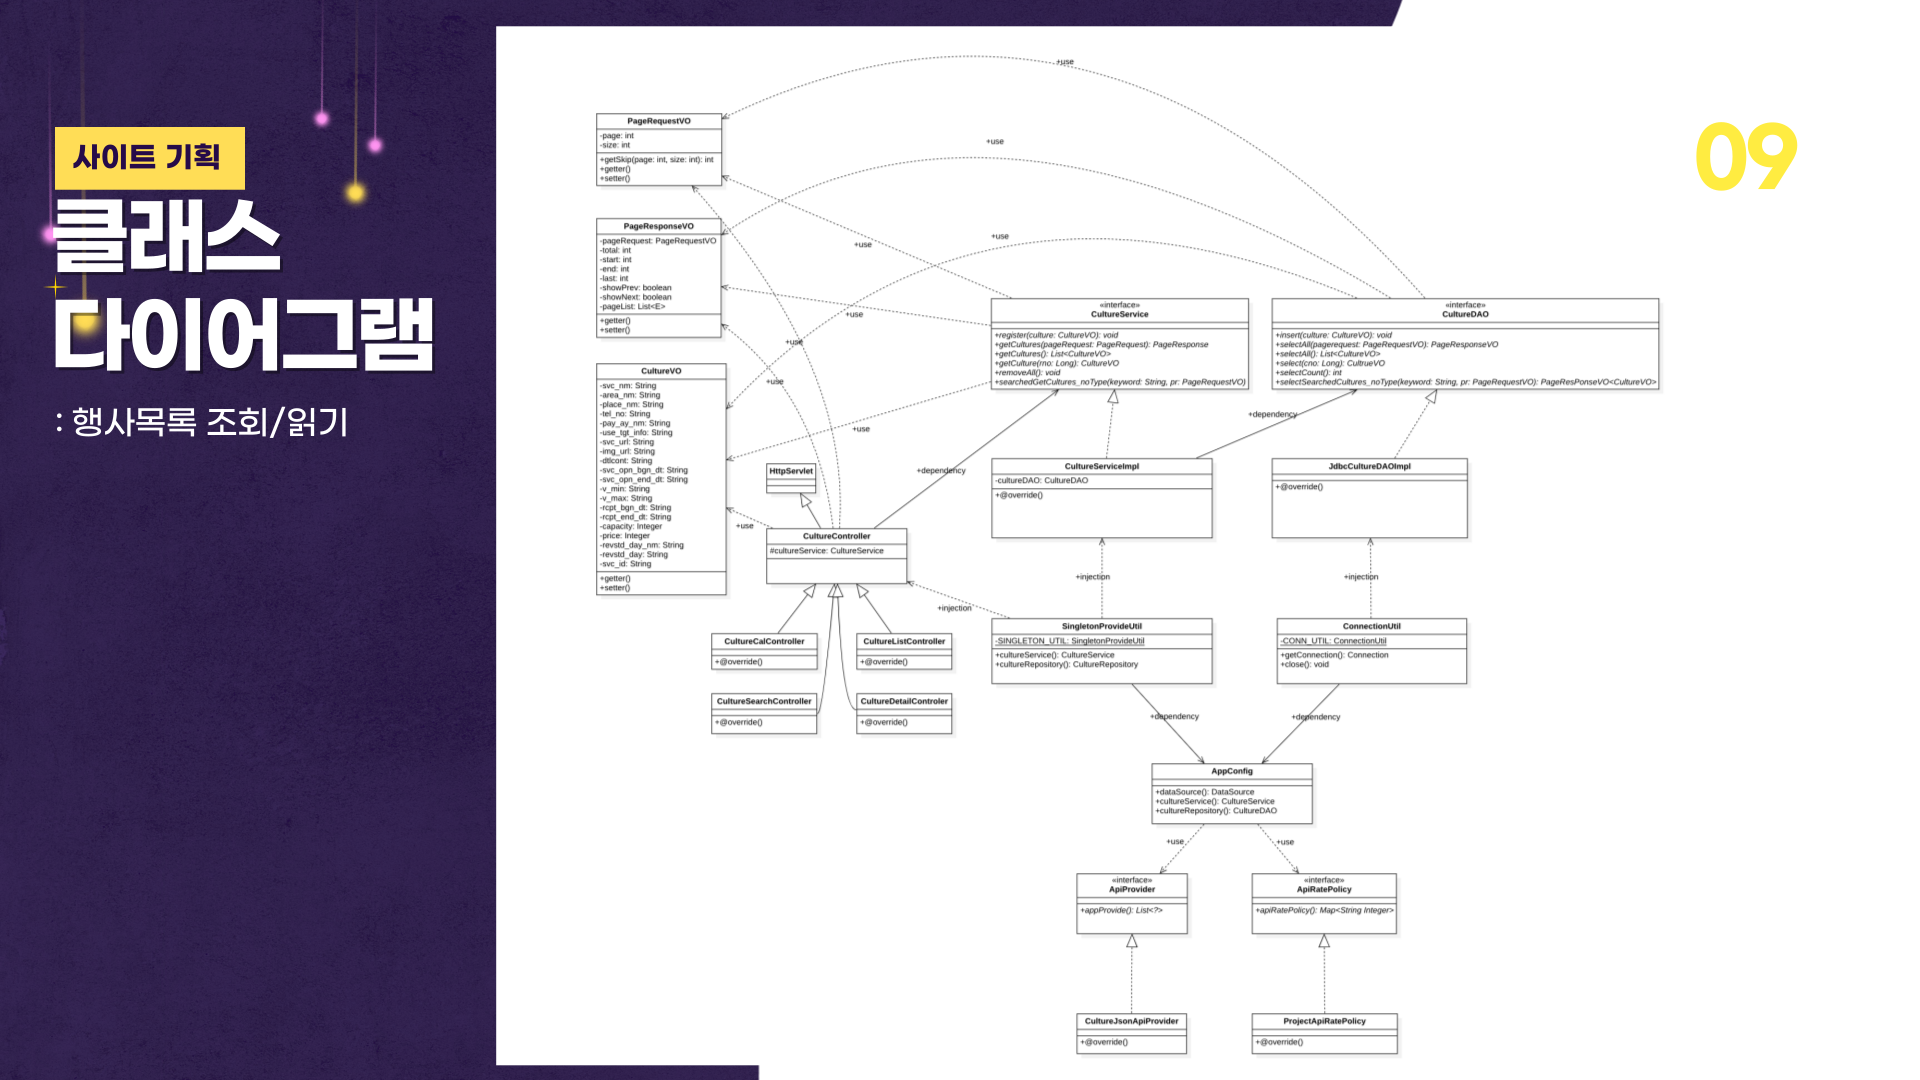 사이트 기획
클래스
다이어그램
: 행사목록 조회/읽기
09
+use
PageRequestVO
-page: int
-size: int
+getSkip(page: int, size: int): int
+getter()
+setter()
+use
PageResponseVO
-pageRequest: PageRequestVO
-total: int
-start: int
-end: int
-last: int
-showPrev: boolean
-showNext: boolean
-pageList: List<E>
+getter()
+setter()
+use
+use
+use
+use
+use
+use
CultureVO
-svc_nm: String
-area_nm: String
-place_nm: String
-tel_no: String
-pay_ay_nm: String
-use_tgt_info: String
-svc_url: String
-img_url: String
-dtlcont: String
-svc_opn_bgn_dt: String
-svc_opn_end_dt: String
-v_min: String
-v_max: String
-rcpt_bgn_dt: String
-rcpt_end_dt: String
-capacity: Integer
-price: Integer
-revstd_day_nm: String
-revstd_day: String
-svc_id: String
+getter()
+setter()
«interface»
CultureService
+register(culture: CultureVO): void
+getCultures(pageRequest: PageRequest): PageResponse
+getCultures(): List<CultureVO>
+getCulture(rno: Long): CultureVO
+removeAll(): void
+searchedGetCultures_noType(keyword: String, pr: PageRequestVO)
«interface»
CultureDAO
+insert(culture: CultureVO): void
+selectAll(pagerequest: PageRequestVO): PageResponseVO
+selectAll(): List<CultureVO>
+select(cno: Long): CultrueVO
+selectCount(): int
+selectSearchedCultures_noType(keyword: String, pr: PageRequestVO): PageResPonseVO<CultureVO>
+dependency
+dependency
HttpServlet
+use
CultureController
#cultureService: CultureService
CultureServiceImpl
-cultureDAO: CultureDAO
+@override()
JdbcCultureDAOImpl
+@override()
+injection
+injection
+injection
CultureCalController
+@override()
CultureListController
+@override()
CultureSearchController
+@override()
CultureDetailControler
+@override()
SingletonProvideUtil
-SINGLETON_UTIL: SingletonProvideUtil
+cultureService(): CultureService
+cultureRepository(): CultureRepository
ConnectionUtil
-CONN_UTIL: ConnectionUtil
+getConnection(): Connection
+close(): void
+dependency
+dependency
AppConfig
+dataSource(): DataSource
+cultureService(): CultureService
+cultureRepository(): CultureDAO
+use
+use
«interface»
ApiProvider
+appProvide(): List<?>
«interface»
ApiRatePolicy
+apiRatePolicy(): Map<String Integer>
CultureJsonApiProvider
+@override()
ProjectApiRatePolicy
+@override()